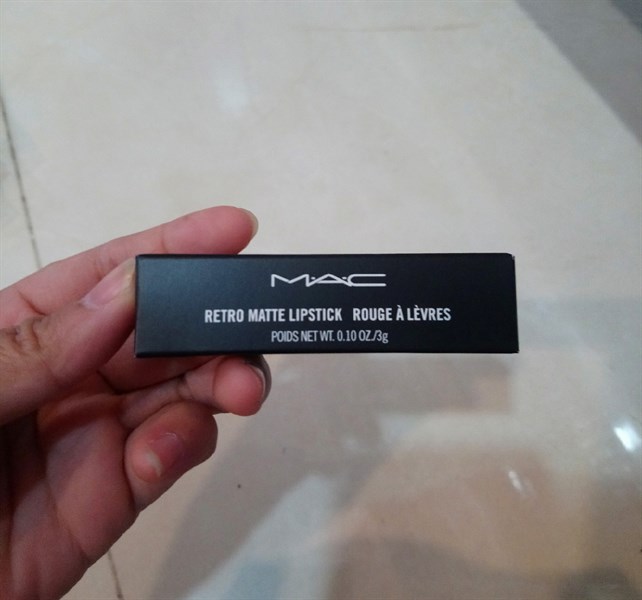 M·A·C
RETRO MATTE LIPSTICK ROUGE À LÈVRES
POIDS NET WT. 0.10 OZ./3g